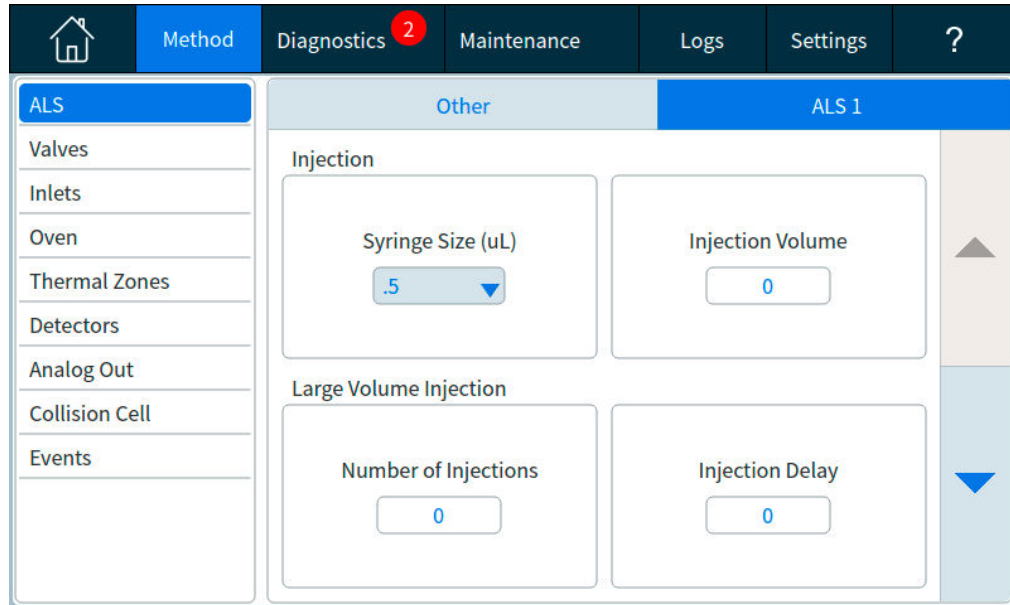 Method
Diagnostics
2
Maintenance
Logs
Settings
?
ALS
Valves
Inlets
Oven
Thermal Zones
Detectors
Analog Out
Collision Cell
Events
Other
ALS 1
Injection
Syringe Size (uL)
.5
Injection Volume
0
Large Volume Injection
Number of Injections
0
Injection Delay
0